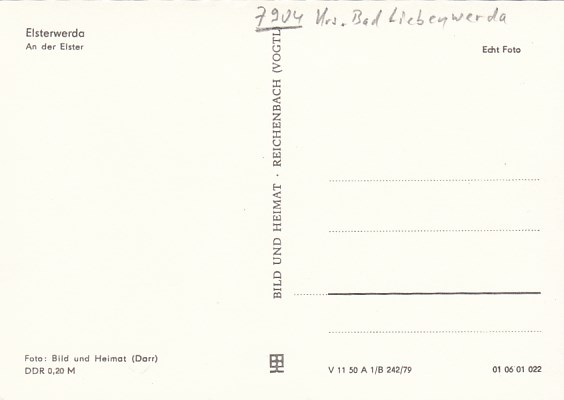 7904 Krs. Bad Liebenwerda
Elsterwerda
An der Elster
Echt Foto
BILD UND HEIMAT · REICHENBACH (VOGTL
Foto: Bild und Heimat (Darr)
DDR 0,20 M
V 11 50 A 1/B 242/79
01 06 01 022